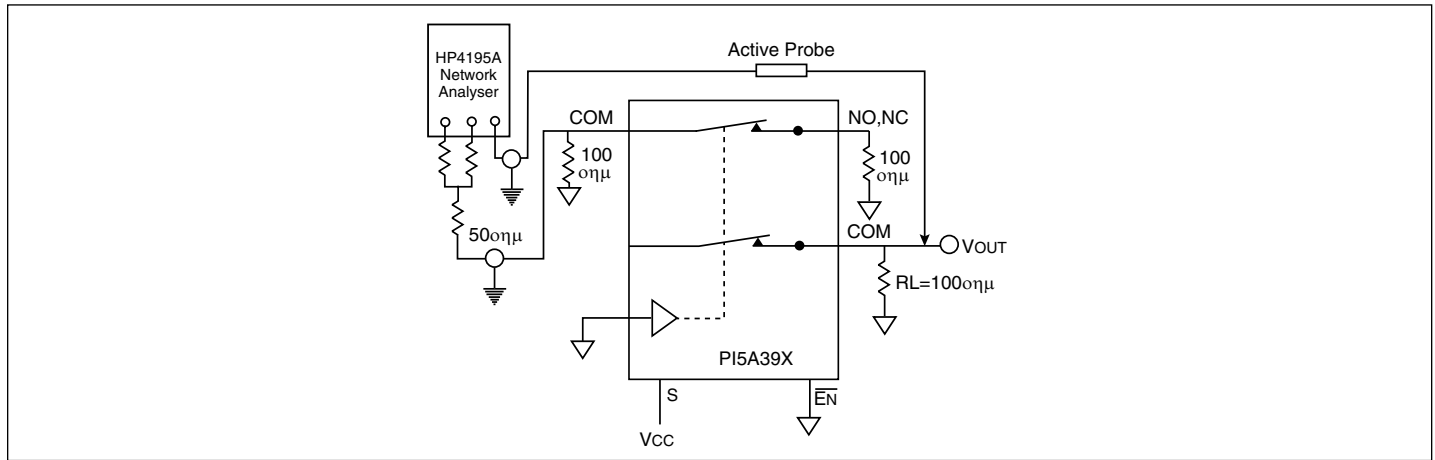 Active Probe
HP4195A
Network
Analyser
COM
NO,NC
100
οημ
100
οημ
COM
50οημ
VOUT
RL=100οημ
PI5A39X
S
EN
VCC